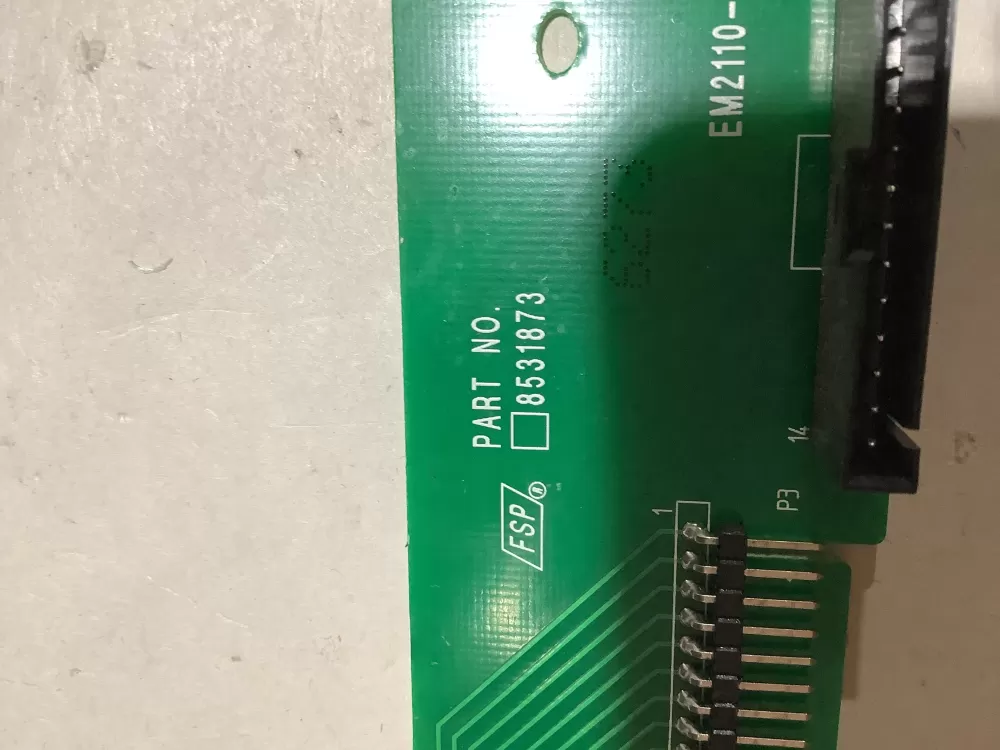 EM2110-
PART NO.
8531873
FSP®
14
P3
1